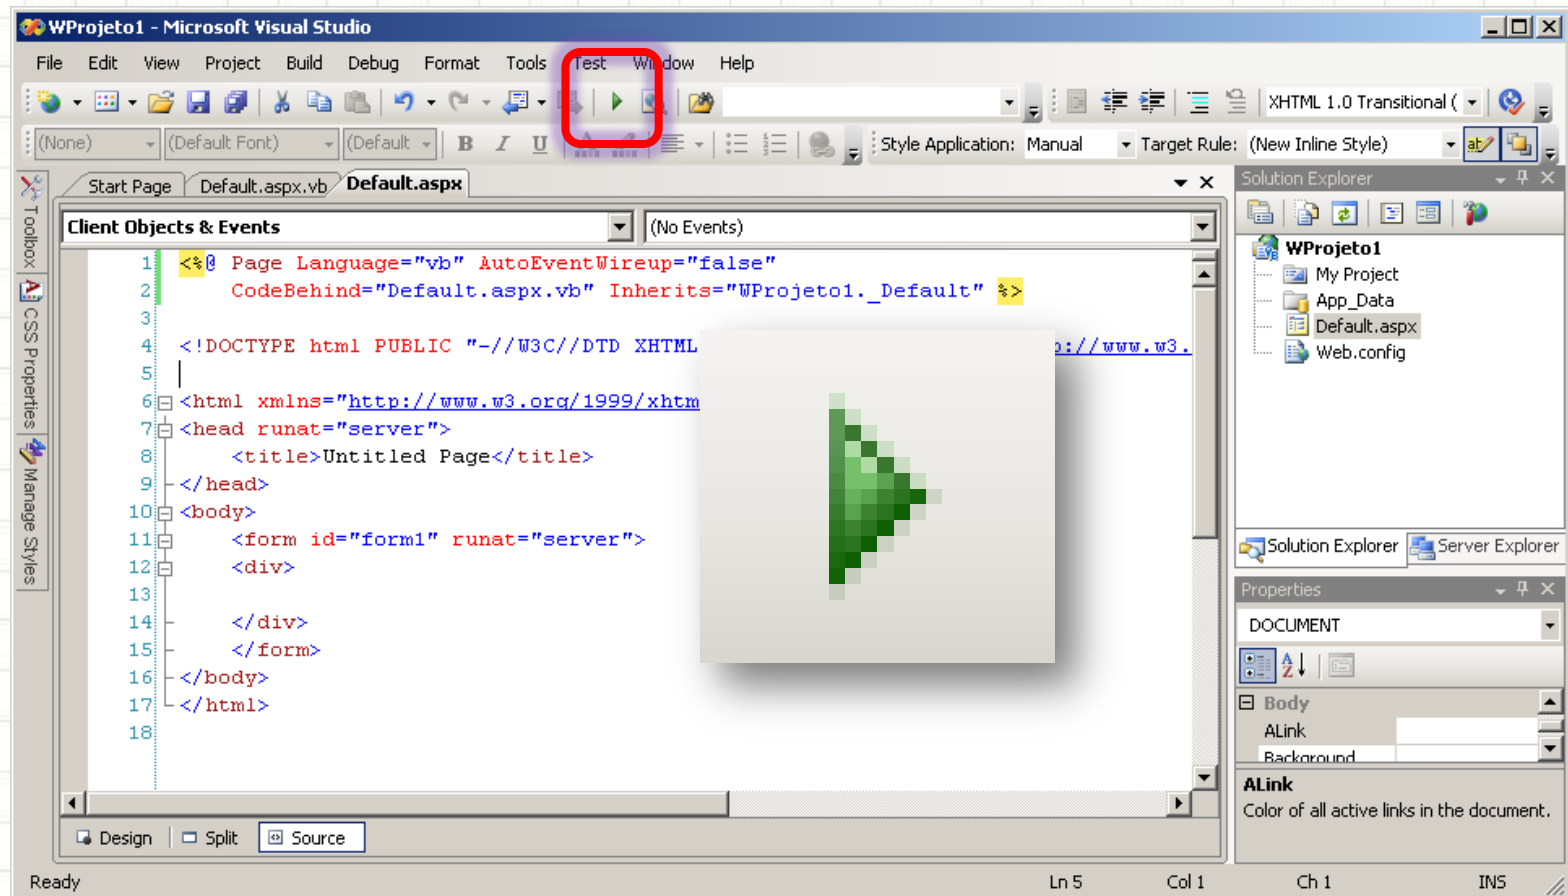 WProjeto1 - Microsoft Visual Studio
File Edit View Project Build Debug Format Tools Test Window Help
XHTML 1.0 Transitional (
(None) (Default Font) (Default B I U Style Application: Manual Target Rule: (New Inline Style)
Start Page Default.aspx.vb Default.aspx
Solution Explorer
Toolbox
CSS Properties
Manage Styles
Client Objects & Events (No Events)
1 <%@ Page Language="vb" AutoEventWireup="false"
2 CodeBehind="Default.aspx.vb" Inherits="WProjeto1._Default" %>
3
4 <!DOCTYPE html PUBLIC "-//W3C//DTD XHTML p://www.w3.
5
6 <html xmlns="http://www.w3.org/1999/xhtm
7 <head runat="server">
8 <title>Untitled Page</title>
9 </head>
10 <body>
11 <form id="form1" runat="server">
12 <div>
13
14 </div>
15 </form>
16 </body>
17 </html>
18
WProjeto1
My Project
App_Data
Default.aspx
Web.config
Solution Explorer Server Explorer
Properties
DOCUMENT
Body
ALink
Background
ALink
Color of all active links in the document.
Design Split Source
Ready Ln 5 Col 1 Ch 1 INS